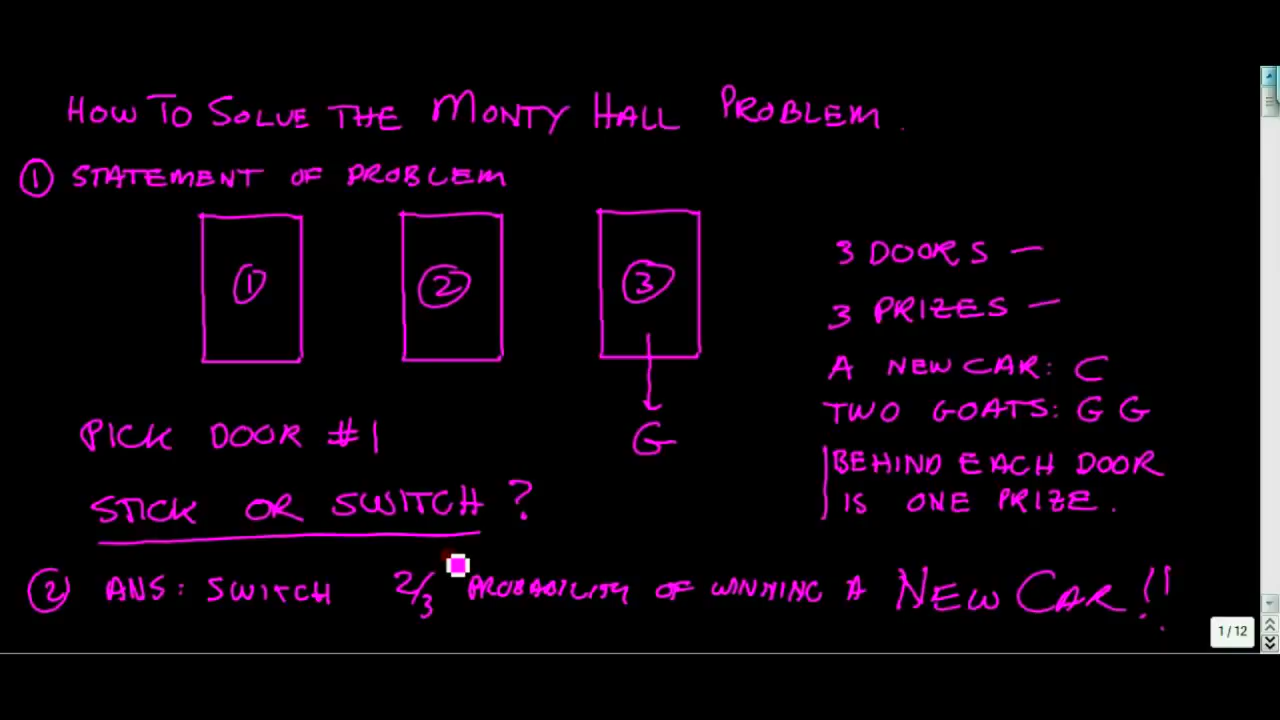 HOW TO SOLVE THE MONTY HALL PROBLEM.
① STATEMENT OF PROBLEM
① ② ③
G
PICK DOOR #1
STICK OR SWITCH?
3 DOORS —
3 PRIZES —
A NEW CAR: C
TWO GOATS: G G
BEHIND EACH DOOR
IS ONE PRIZE.
② ANS: SWITCH 2/3 PROBABILITY OF WINNING A NEW CAR!!
1 / 12